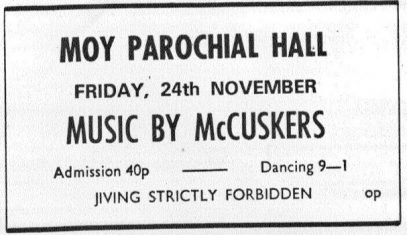 MOY PAROCHIAL HALL
FRIDAY, 24th NOVEMBER
MUSIC BY McCUSKERS
Admission 40p —— Dancing 9—1
JIVING STRICTLY FORBIDDEN op